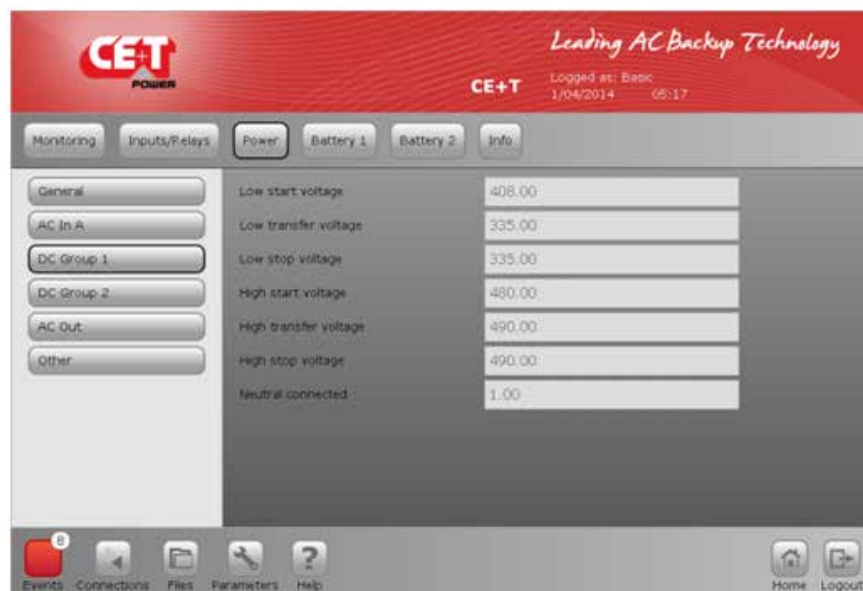 CE+T
POWER
Leading AC Backup Technology
CE+T
Logged as: Basic
1/04/2014 05:17
Monitoring Inputs/Relays Power Battery 1 Battery 2 Info
General
AC In A
DC Group 1
DC Group 2
AC Out
Other
Low start voltage 408.00
Low transfer voltage 335.00
Low stop voltage 335.00
High start voltage 480.00
High transfer voltage 490.00
High stop voltage 490.00
Neutral connected 1.00
8
Events Connections Files Parameters Help Home Logout